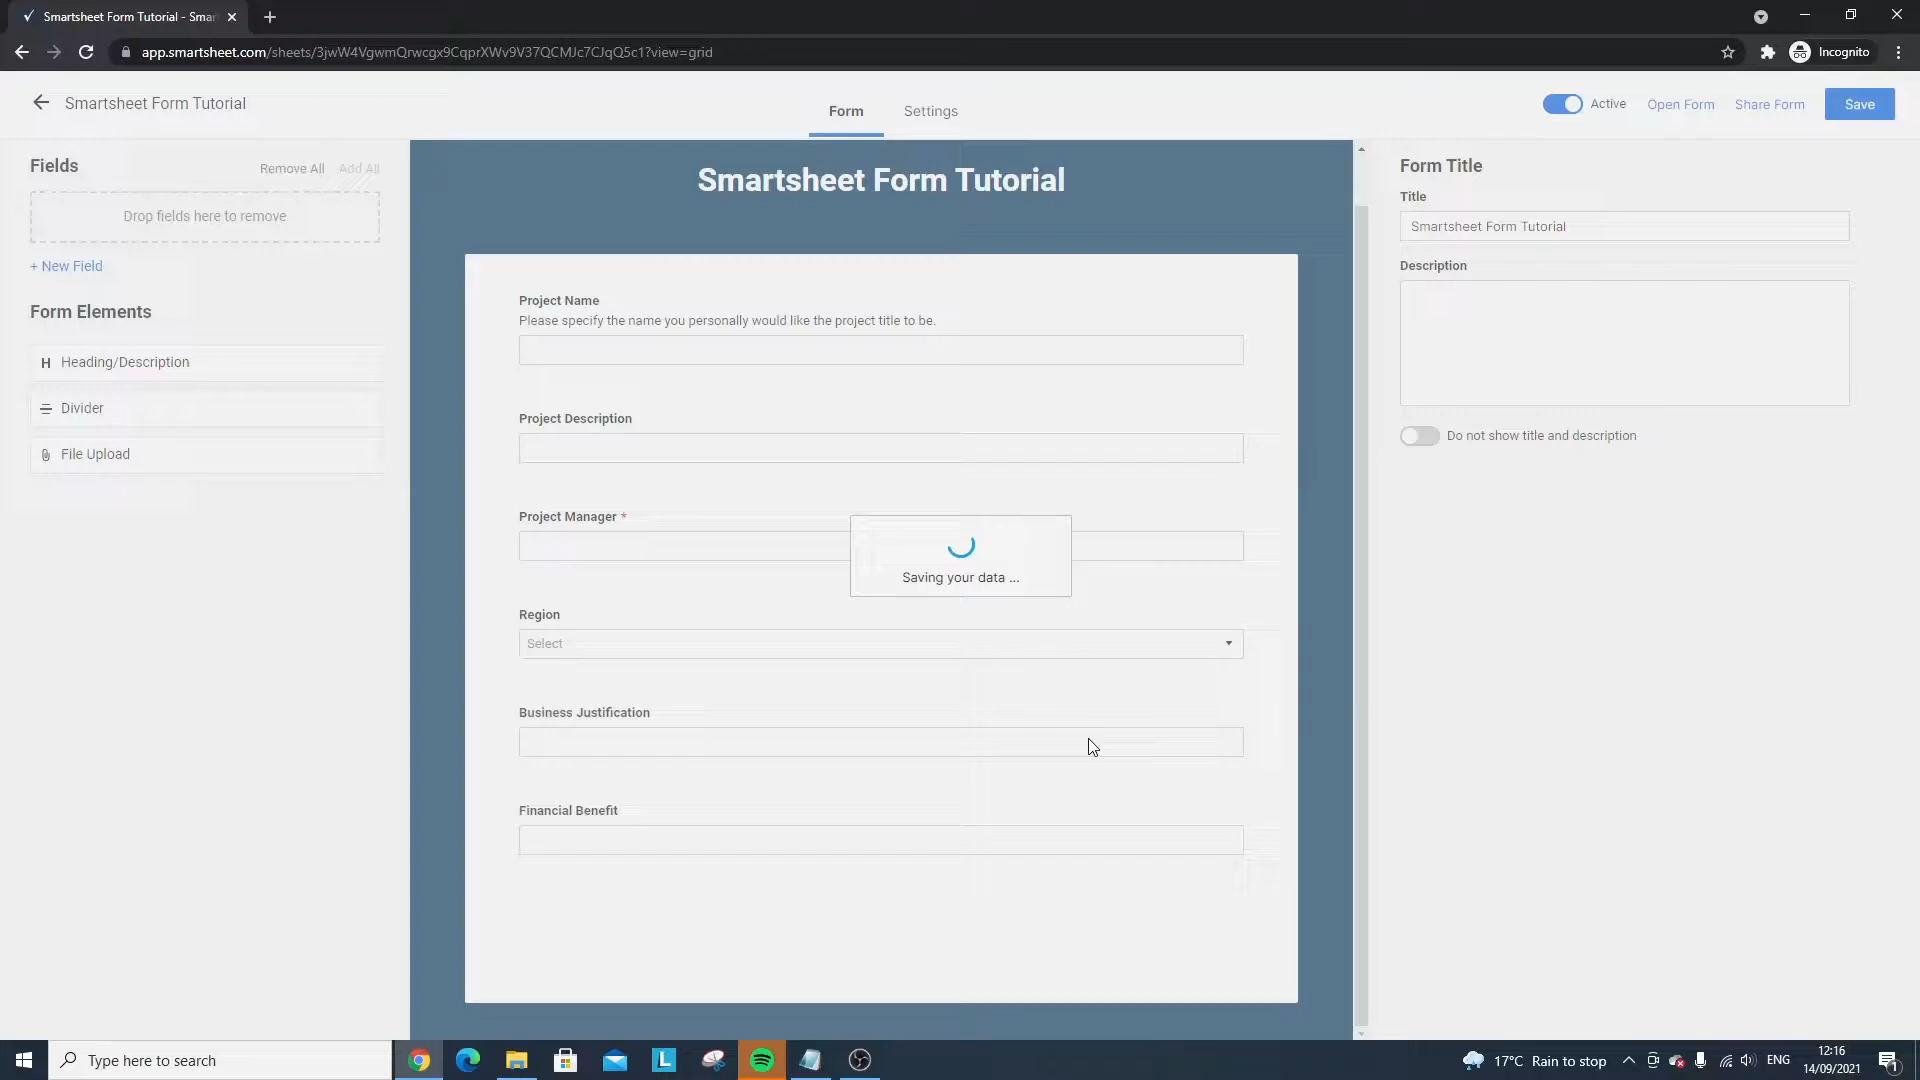 Smartsheet Form Tutorial - Smar
app.smartsheet.com/sheets/3jwW4VgwmQrwcgx9CqprXWv9V37QCMJc7CJqQ5c1?view=grid
Incognito
Smartsheet Form Tutorial
Form
Settings
Active
Open Form
Share Form
Save
Fields
Remove All
Add All
Drop fields here to remove
+ New Field
Form Elements
H Heading/Description
Divider
File Upload
Smartsheet Form Tutorial
Project Name
Please specify the name you personally would like the project title to be.
Project Description
Project Manager *
Saving your data ...
Region
Select
Business Justification
Financial Benefit
Form Title
Title
Smartsheet Form Tutorial
Description
Do not show title and description
Type here to search
L
17°C Rain to stop
ENG
12:16
14/09/2021
1